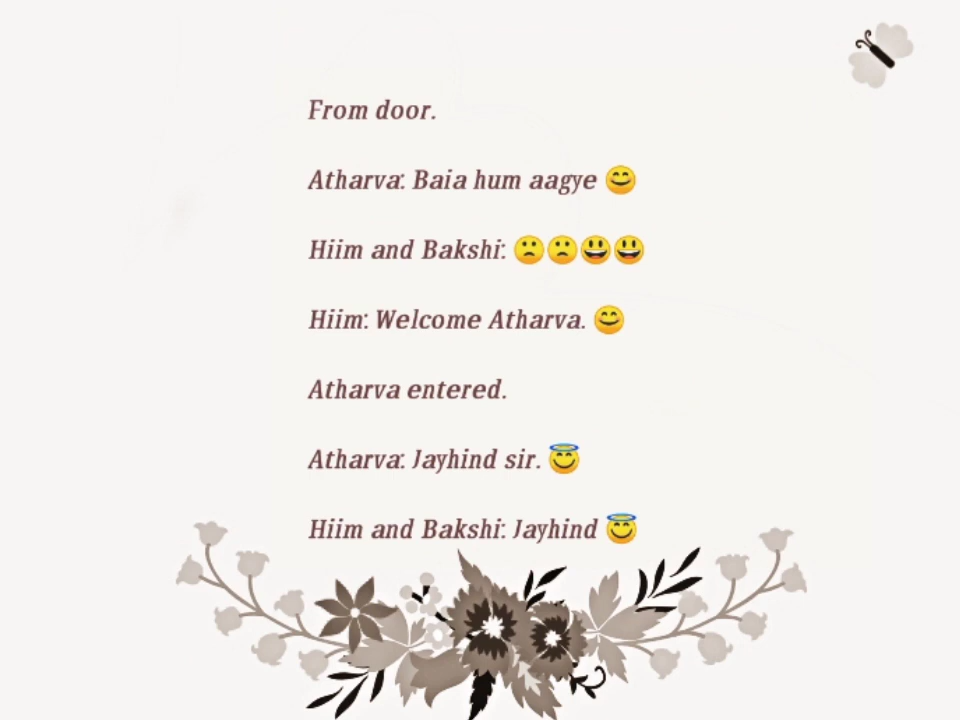 From door.
Atharva: Baia hum aagye 😊
Hiim and Bakshi: 🙁🙁😃😃
Hiim: Welcome Atharva. 😊
Atharva entered.
Atharva: Jayhind sir. 😇
Hiim and Bakshi: Jayhind 😇